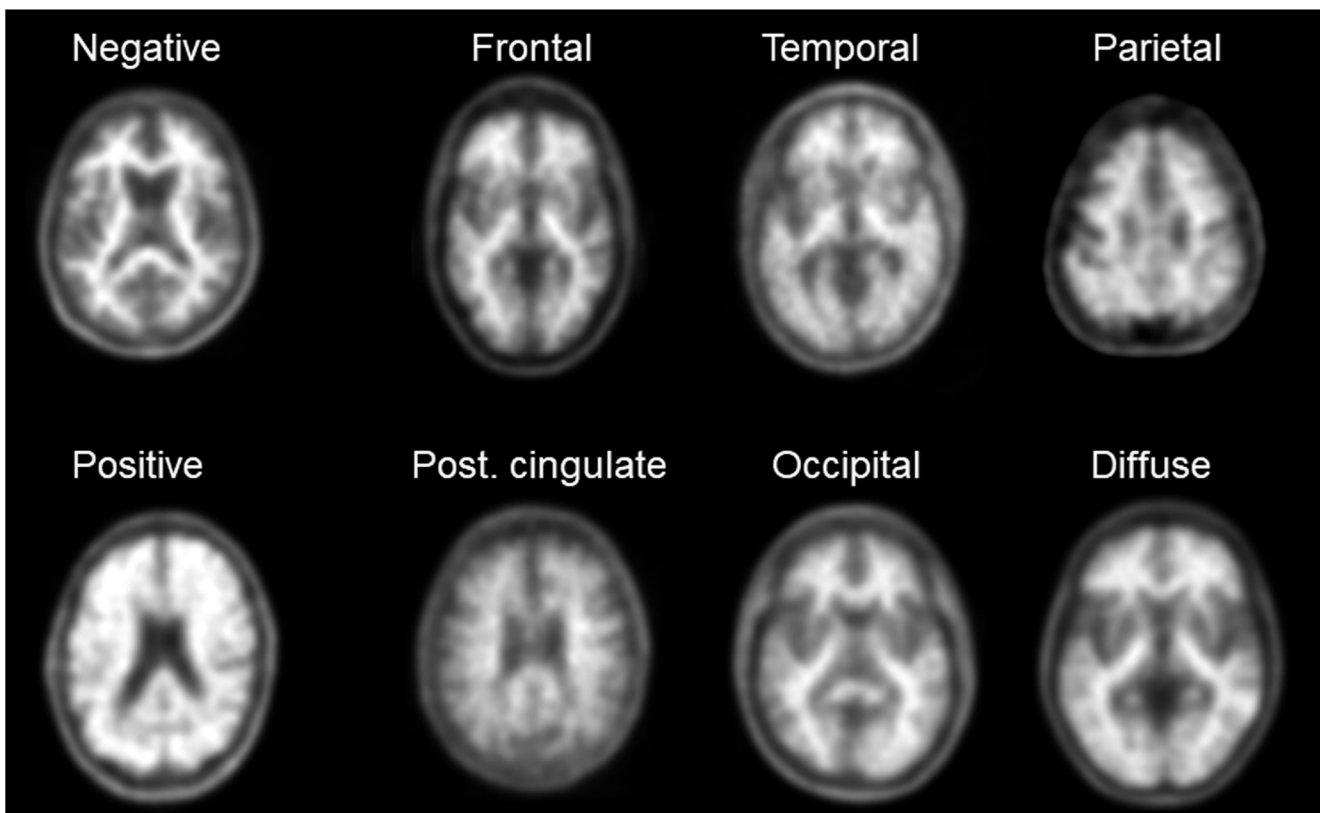 Negative
Frontal
Temporal
Parietal
Positive
Post. cingulate
Occipital
Diffuse